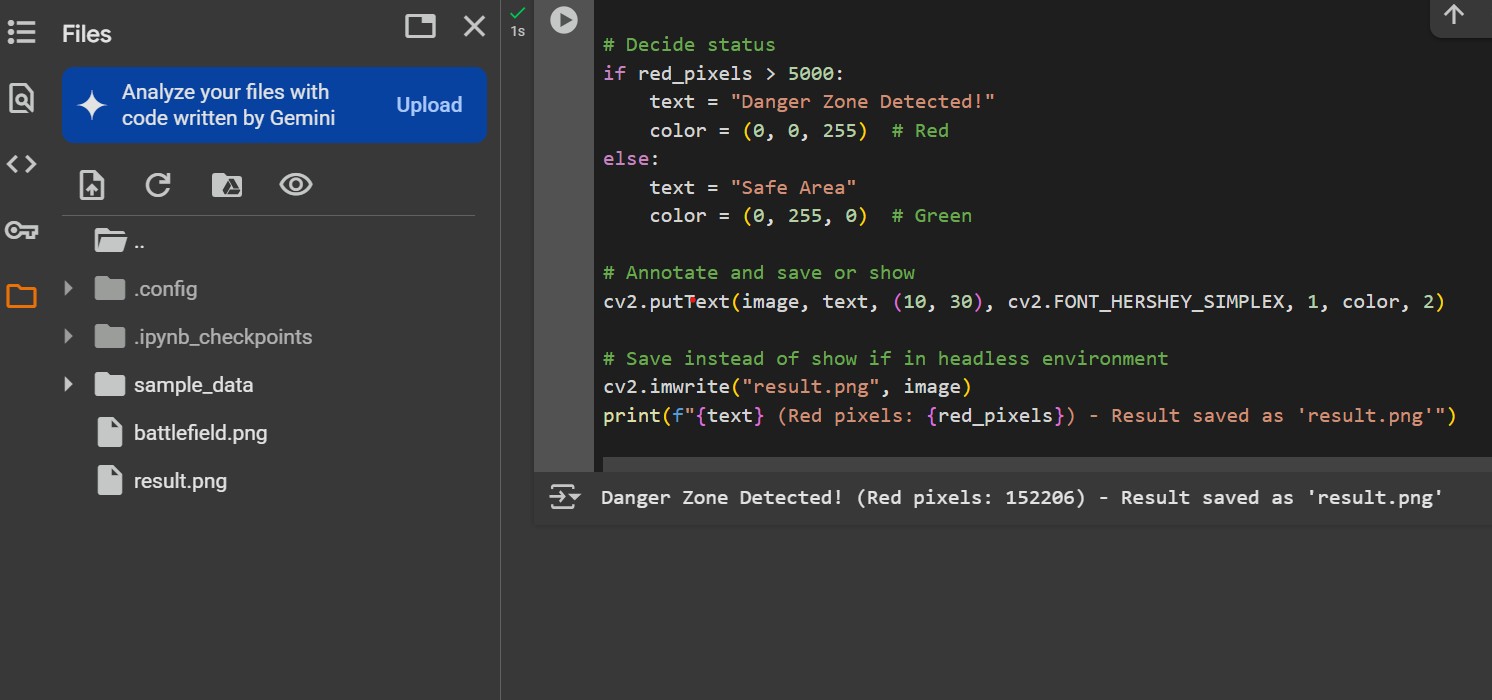 Files
Analyze your files with
code written by Gemini
Upload
..
.config
.ipynb_checkpoints
sample_data
battlefield.png
result.png
1s
# Decide status
if red_pixels > 5000:
    text = "Danger Zone Detected!"
    color = (0, 0, 255)  # Red
else:
    text = "Safe Area"
    color = (0, 255, 0)  # Green

# Annotate and save or show
cv2.putText(image, text, (10, 30), cv2.FONT_HERSHEY_SIMPLEX, 1, color, 2)

# Save instead of show if in headless environment
cv2.imwrite("result.png", image)
print(f"{text} (Red pixels: {red_pixels}) - Result saved as 'result.png'")
Danger Zone Detected! (Red pixels: 152206) - Result saved as 'result.png'